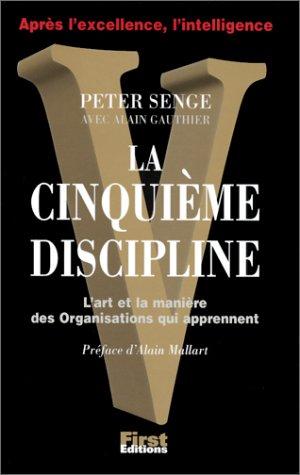 Après l'excellence, l'intelligence
PETER SENGE
AVEC ALAIN GAUTHIER
LA
CINQUIÈME
DISCIPLINE
L'art et la manière
des Organisations qui apprennent
Préface d'Alain Mallart
First
Editions